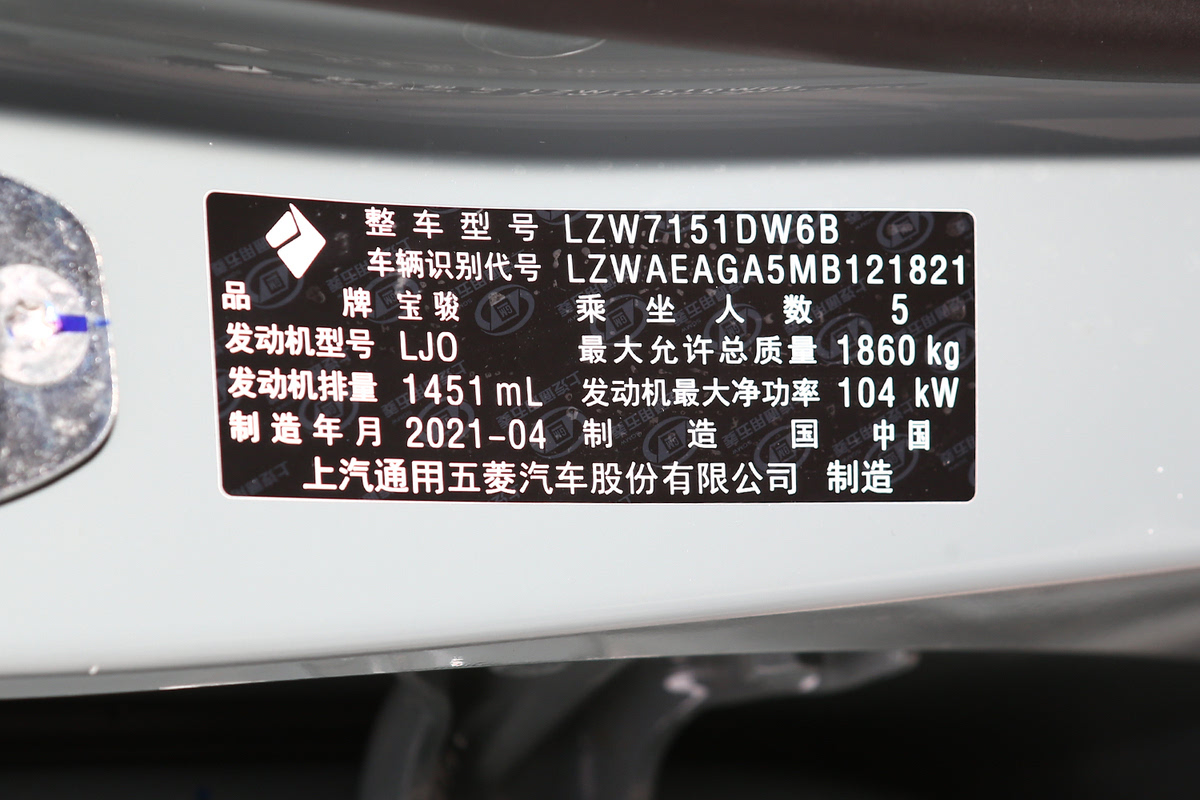 整车型号 LZW7151DW6B
车辆识别代号 LZWAEAGA5MB121821
品牌 宝骏 乘坐人数 5
发动机型号 LJO 最大允许总质量 1860 kg
发动机排量 1451 mL 发动机最大净功率 104 kW
制造年月 2021-04 制造国 中国
上汽通用五菱汽车股份有限公司 制造